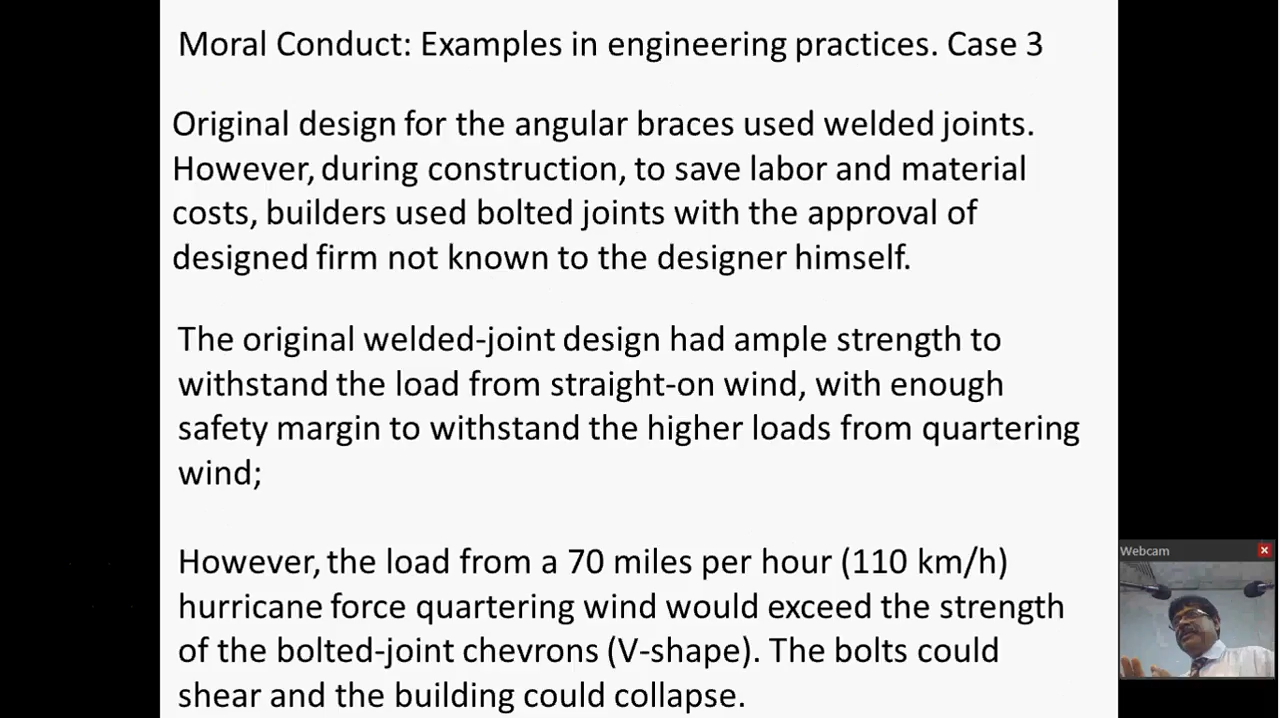 Moral Conduct: Examples in engineering practices. Case 3
Original design for the angular braces used welded joints.
However, during construction, to save labor and material
costs, builders used bolted joints with the approval of
designed firm not known to the designer himself.
The original welded-joint design had ample strength to
withstand the load from straight-on wind, with enough
safety margin to withstand the higher loads from quartering
wind;
However, the load from a 70 miles per hour (110 km/h)
hurricane force quartering wind would exceed the strength
of the bolted-joint chevrons (V-shape). The bolts could
shear and the building could collapse.
Webcam